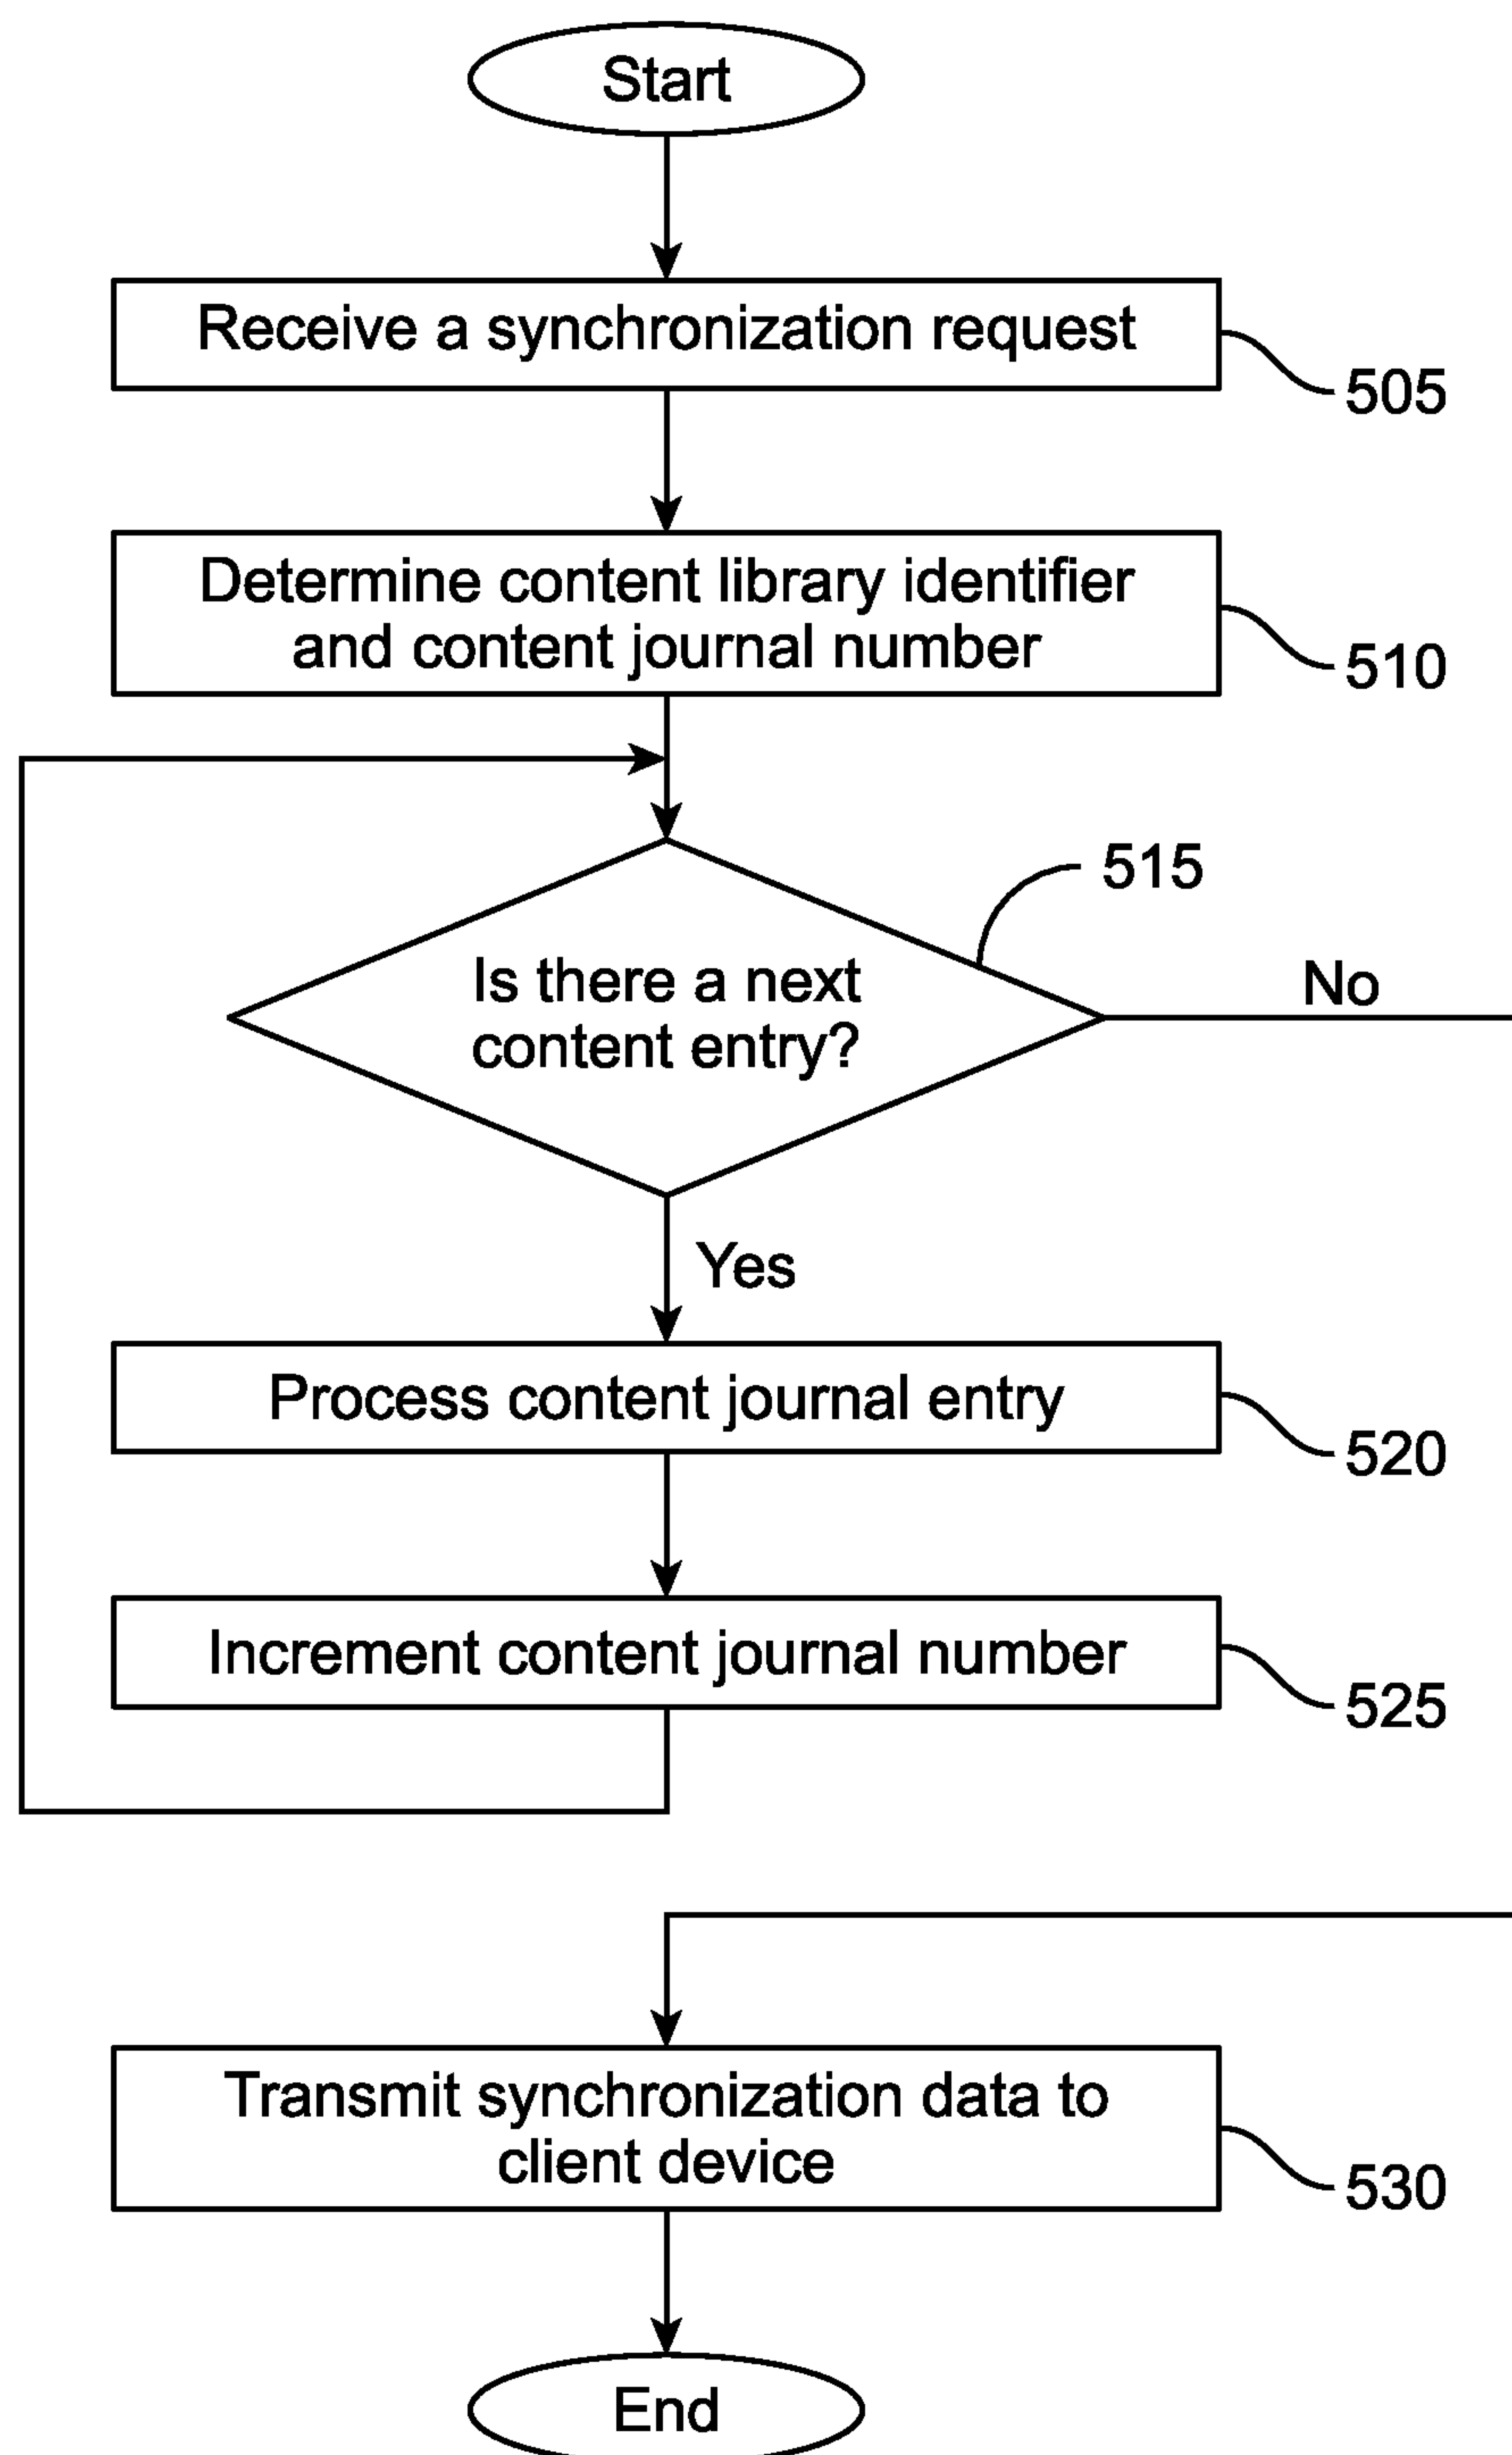 Start
Receive a synchronization request
505
Determine content library identifier
and content journal number
510
515
Is there a next
content entry?
No
Yes
Process content journal entry
520
Increment content journal number
525
Transmit synchronization data to
client device
530
End